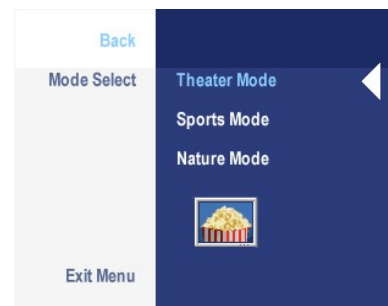 Back
Mode Select
Theater Mode
Sports Mode
Nature Mode
Exit Menu